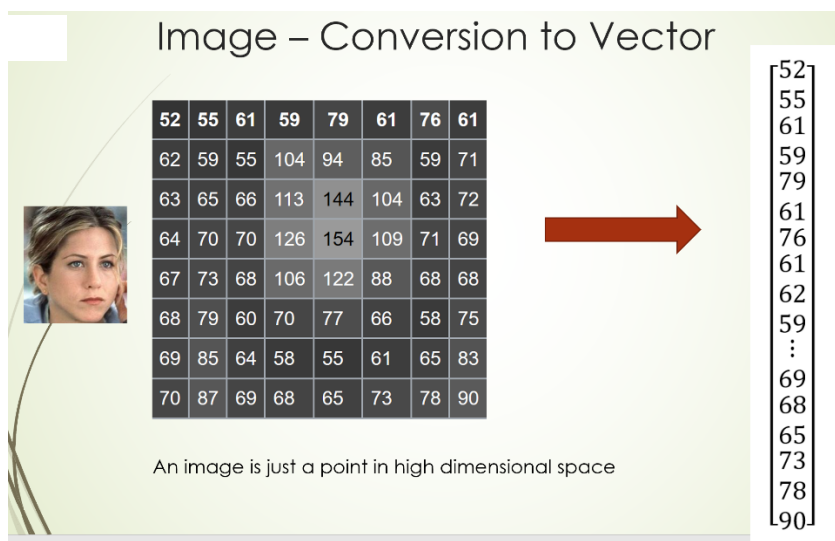 Image – Conversion to Vector
52 55 61 59 79 61 76 61
62 59 55 104 94 85 59 71
63 65 66 113 144 104 63 72
64 70 70 126 154 109 71 69
67 73 68 106 122 88 68 68
68 79 60 70 77 66 58 75
69 85 64 58 55 61 65 83
70 87 69 68 65 73 78 90
An image is just a point in high dimensional space
52
55
61
59
79
61
76
61
62
59
⋮
69
68
65
73
78
90